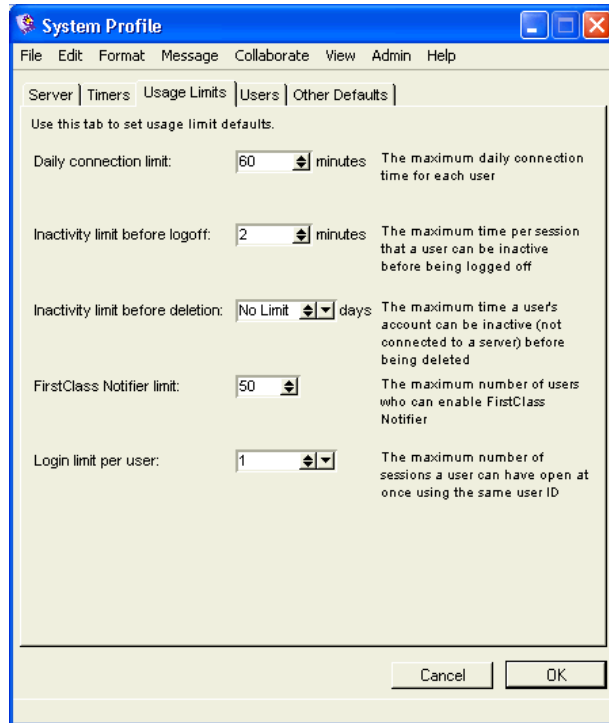 System Profile
File Edit Format Message Collaborate View Admin Help
Server Timers Usage Limits Users Other Defaults
Use this tab to set usage limit defaults.
Daily connection limit: 60 minutes The maximum daily connection
time for each user
Inactivity limit before logoff: 2 minutes The maximum time per session
that a user can be inactive
before being logged off
Inactivity limit before deletion: No Limit days The maximum time a user's
account can be inactive (not
connected to a server) before
being deleted
FirstClass Notifier limit: 50 The maximum number of users
who can enable FirstClass
Notifier
Login limit per user: 1 The maximum number of
sessions a user can have open at
once using the same user ID
Cancel OK